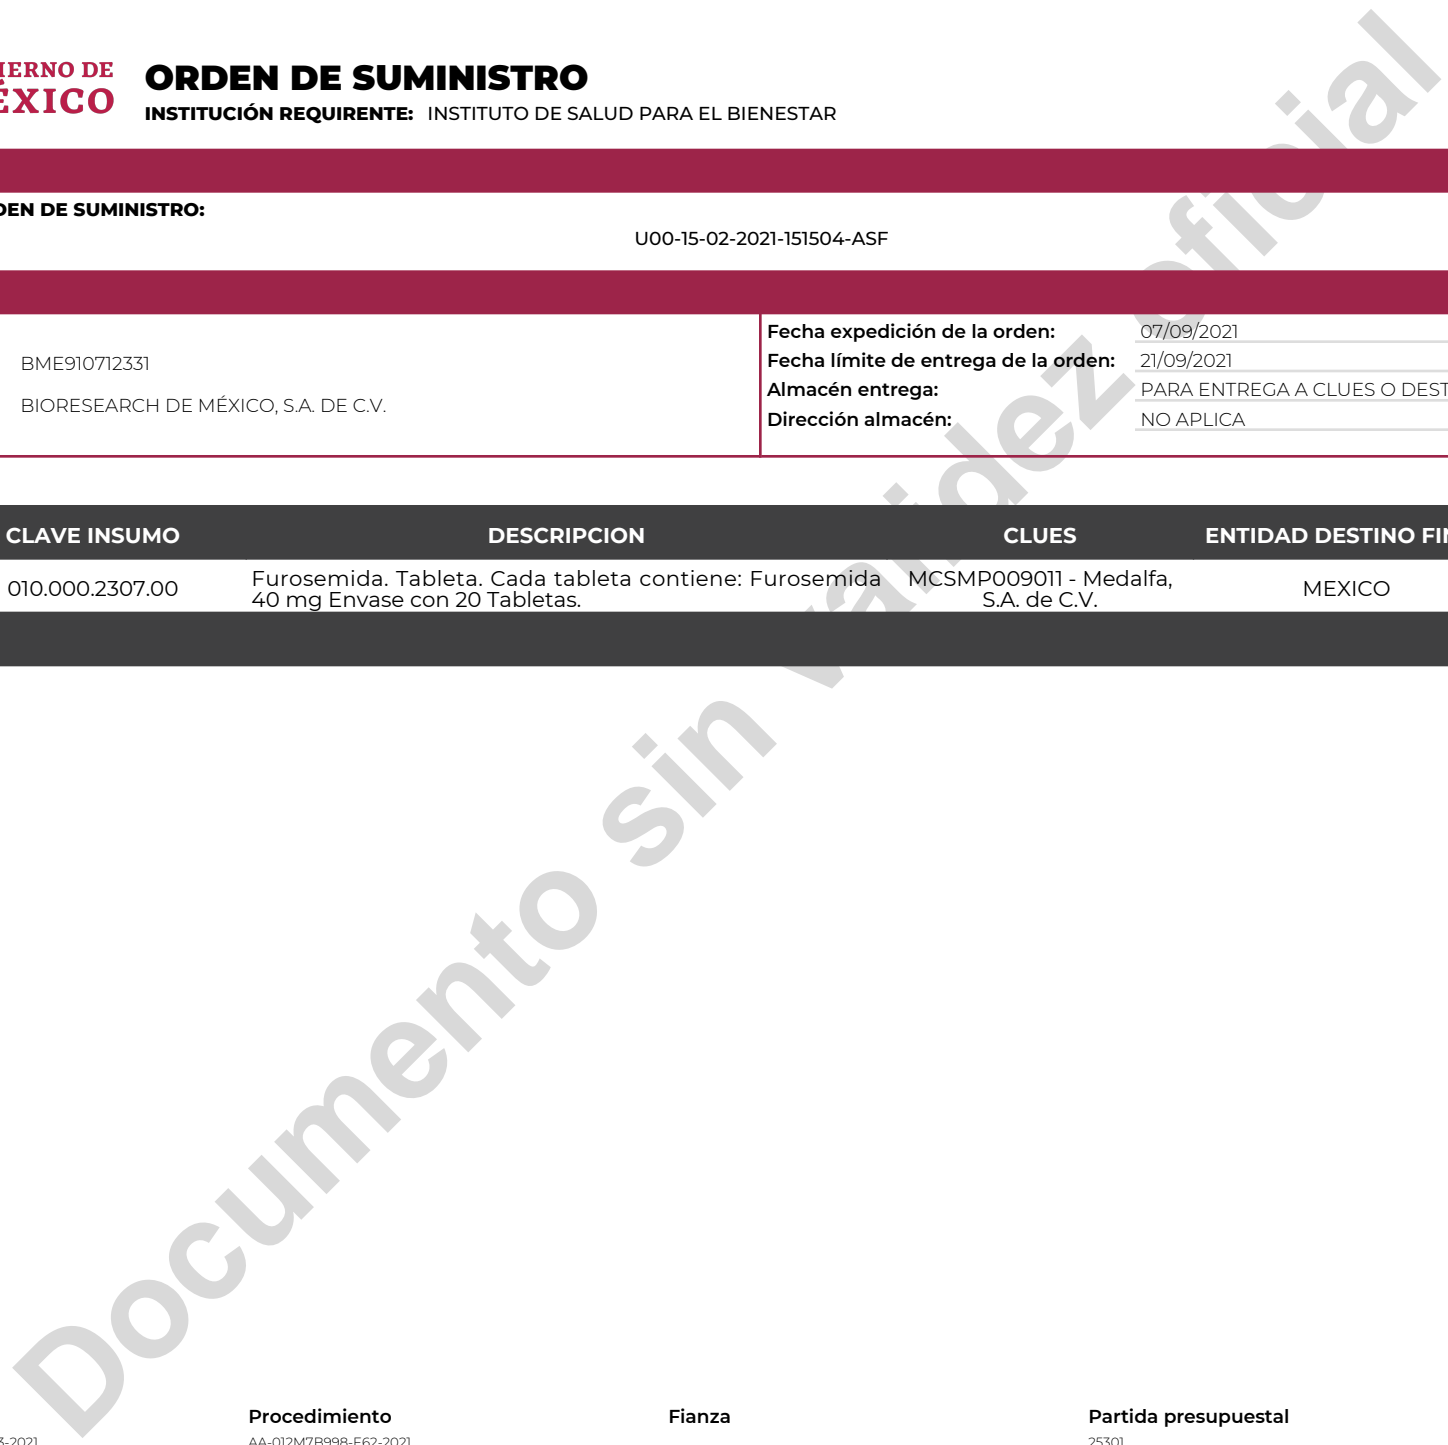 IERNO DE
ÉXICO
ORDEN DE SUMINISTRO
INSTITUCIÓN REQUIRENTE: INSTITUTO DE SALUD PARA EL BIENESTAR
DEN DE SUMINISTRO:
U00-15-02-2021-151504-ASF
BME910712331
BIORESEARCH DE MÉXICO, S.A. DE C.V.
Fecha expedición de la orden: 07/09/2021
Fecha límite de entrega de la orden: 21/09/2021
Almacén entrega: PARA ENTREGA A CLUES O DEST
Dirección almacén: NO APLICA
CLAVE INSUMO DESCRIPCION CLUES ENTIDAD DESTINO FIN
010.000.2307.00 Furosemida. Tableta. Cada tableta contiene: Furosemida 40 mg Envase con 20 Tabletas. MCSMP009011 - Medalfa, S.A. de C.V. MEXICO
Documento sin validez oficial
Procedimiento Fianza Partida presupuestal
3-2021 AA-012M7B998-E62-2021 25301